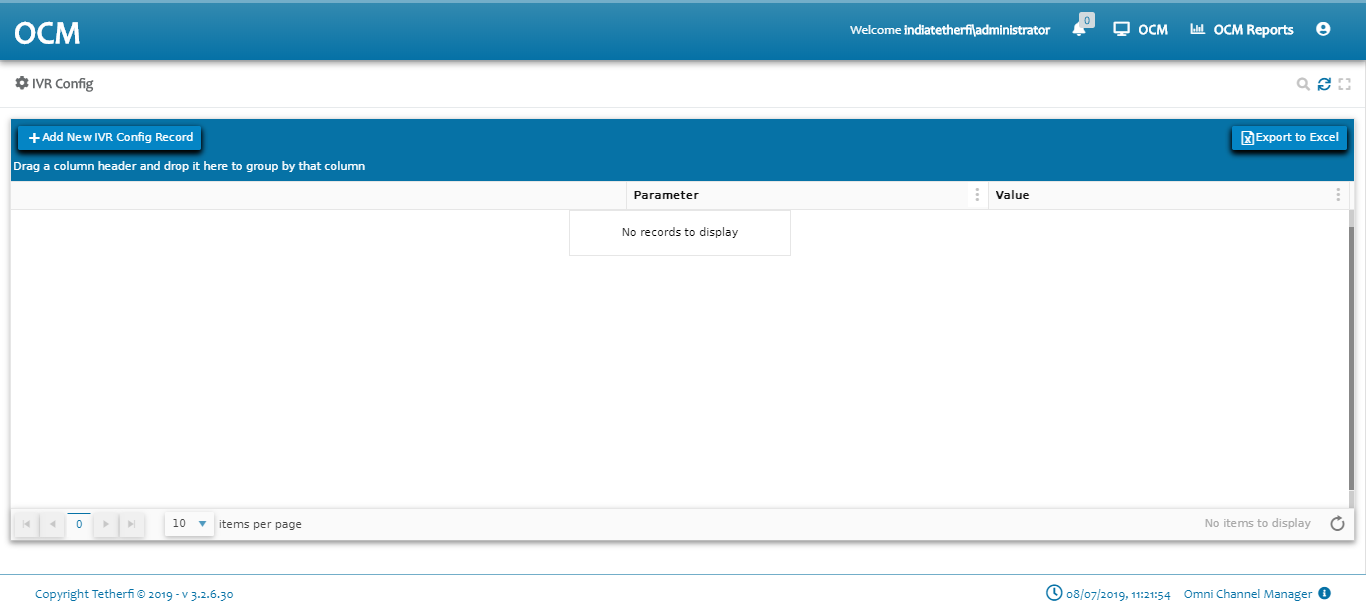 OCM
Welcome indiatetherfi\administrator
0
OCM
OCM Reports
IVR Config
Add New IVR Config Record
Export to Excel
Drag a column header and drop it here to group by that column
Parameter
Value
No records to display
0
10
items per page
No items to display
Copyright Tetherfi © 2019 - v 3.2.6.30
08/07/2019, 11:21:54
Omni Channel Manager